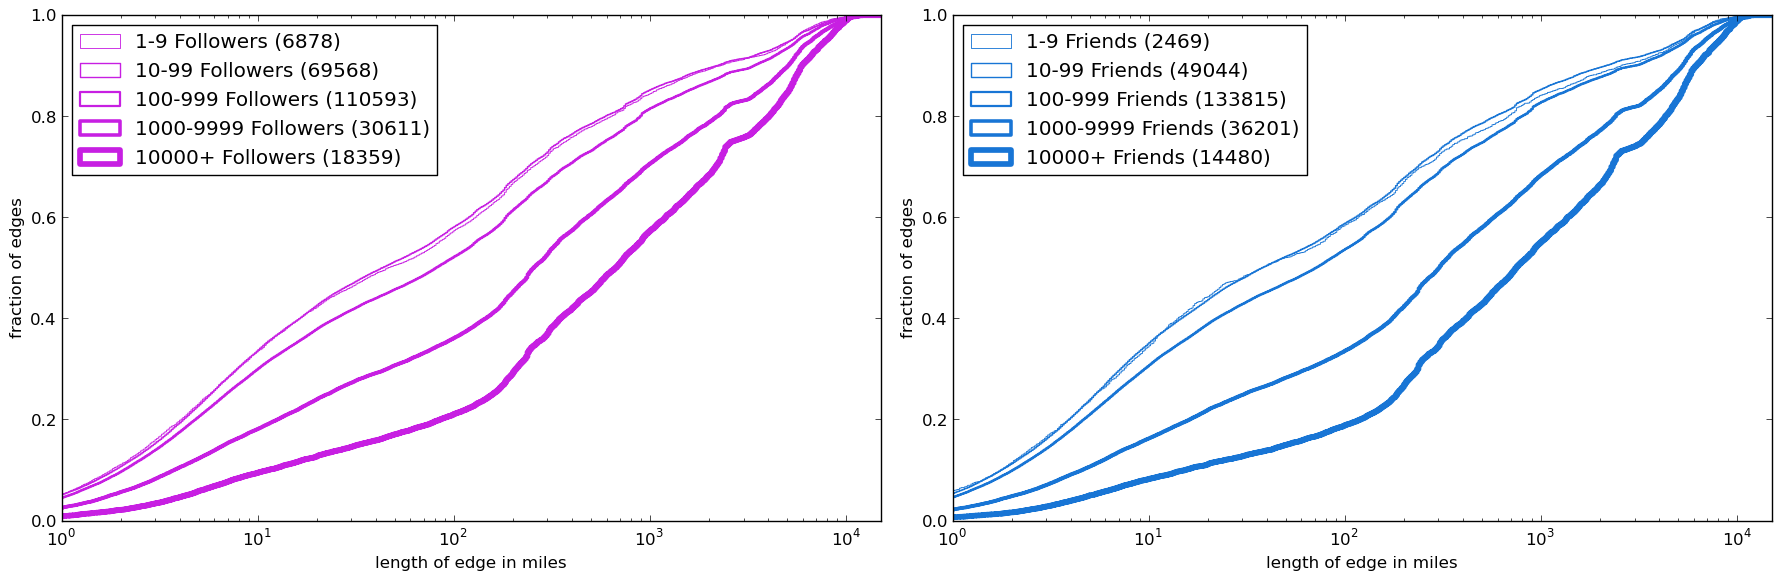 1-9 Followers (6878)
10-99 Followers (69568)
100-999 Followers (110593)
1000-9999 Followers (30611)
10000+ Followers (18359)
fraction of edges
1.0
0.8
0.6
0.4
0.2
0.0
10^0 10^1 10^2 10^3 10^4
length of edge in miles
1-9 Friends (2469)
10-99 Friends (49044)
100-999 Friends (133815)
1000-9999 Friends (36201)
10000+ Friends (14480)
fraction of edges
1.0
0.8
0.6
0.4
0.2
0.0
10^0 10^1 10^2 10^3 10^4
length of edge in miles